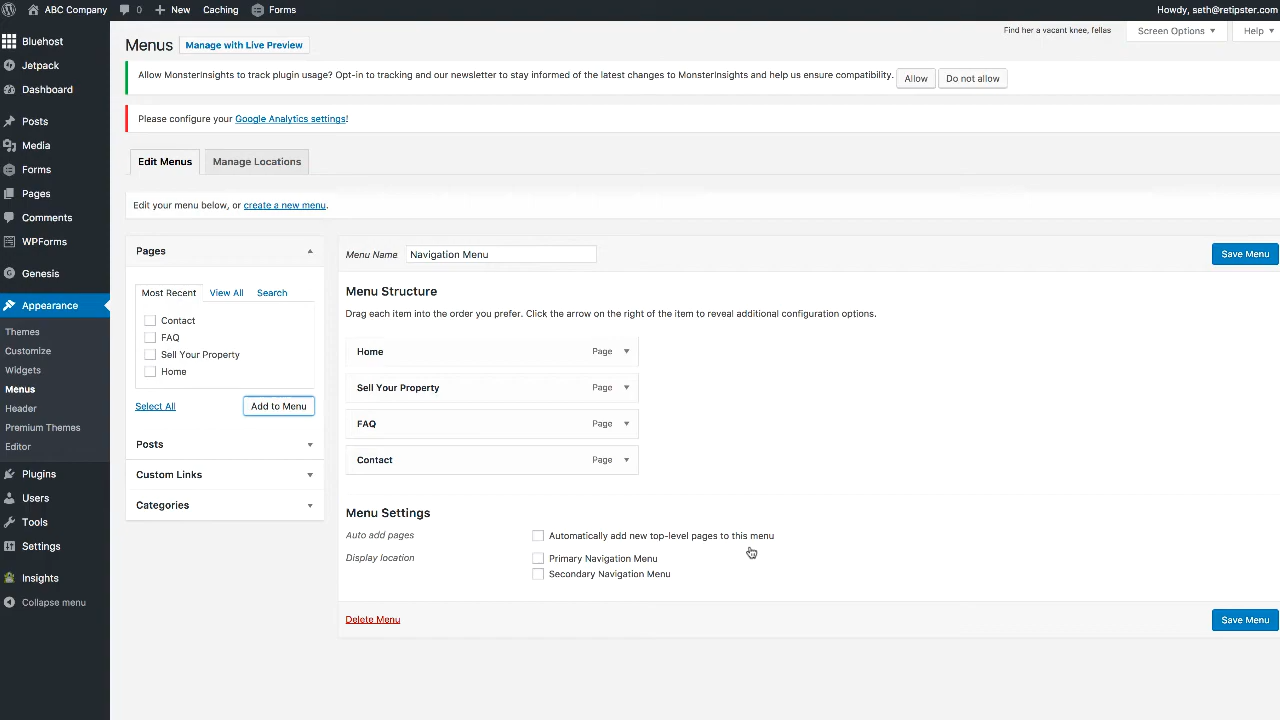 ABC Company 0 + New Caching Forms Howdy, seth@retipster.com
Find her a vacant knee, fellas Screen Options Help
Bluehost
Jetpack
Dashboard
Posts
Media
Forms
Pages
Comments
WPForms
Genesis
Appearance
Themes
Customize
Widgets
Menus
Header
Premium Themes
Editor
Plugins
Users
Tools
Settings
Insights
Collapse menu
Menus Manage with Live Preview
Allow MonsterInsights to track plugin usage? Opt-in to tracking and our newsletter to stay informed of the latest changes to MonsterInsights and help us ensure compatibility. Allow Do not allow
Please configure your Google Analytics settings!
Edit Menus Manage Locations
Edit your menu below, or create a new menu.
Pages
Most Recent View All Search
Contact
FAQ
Sell Your Property
Home
Select All Add to Menu
Posts
Custom Links
Categories
Menu Name Navigation Menu Save Menu
Menu Structure
Drag each item into the order you prefer. Click the arrow on the right of the item to reveal additional configuration options.
Home Page
Sell Your Property Page
FAQ Page
Contact Page
Menu Settings
Auto add pages Automatically add new top-level pages to this menu
Display location Primary Navigation Menu
Secondary Navigation Menu
Delete Menu Save Menu